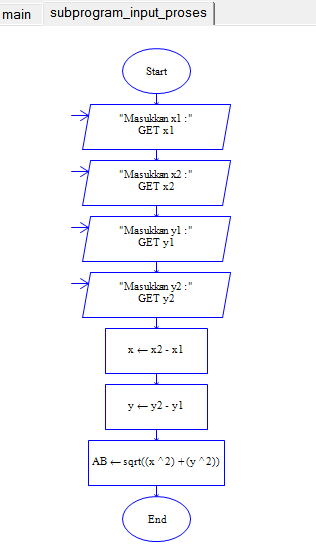 main
subprogram_input_proses
Start
"Masukkan x1 :"
GET x1
"Masukkan x2 :"
GET x2
"Masukkan y1 :"
GET y1
"Masukkan y2 :"
GET y2
x ← x2 - x1
y ← y2 - y1
AB ← sqrt((x ^2) +(y ^2))
End